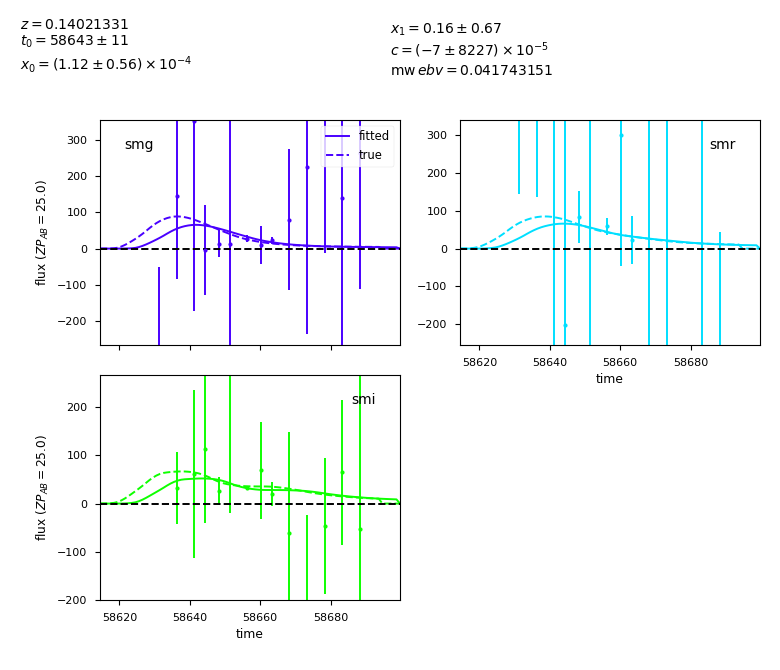 z = 0.14021331
t₀ = 58643 ± 11
x₀ = (1.12 ± 0.56) × 10⁻⁴
x₁ = 0.16 ± 0.67
c = (−7 ± 8227) × 10⁻⁵
mw ebv = 0.041743151
smg
fitted
true
300
200
100
0
−100
−200
flux (ZP_AB = 25.0)
smr
300
200
100
0
−100
−200
58620 58640 58660 58680
time
smi
200
100
0
−100
−200
flux (ZP_AB = 25.0)
58620 58640 58660 58680
time